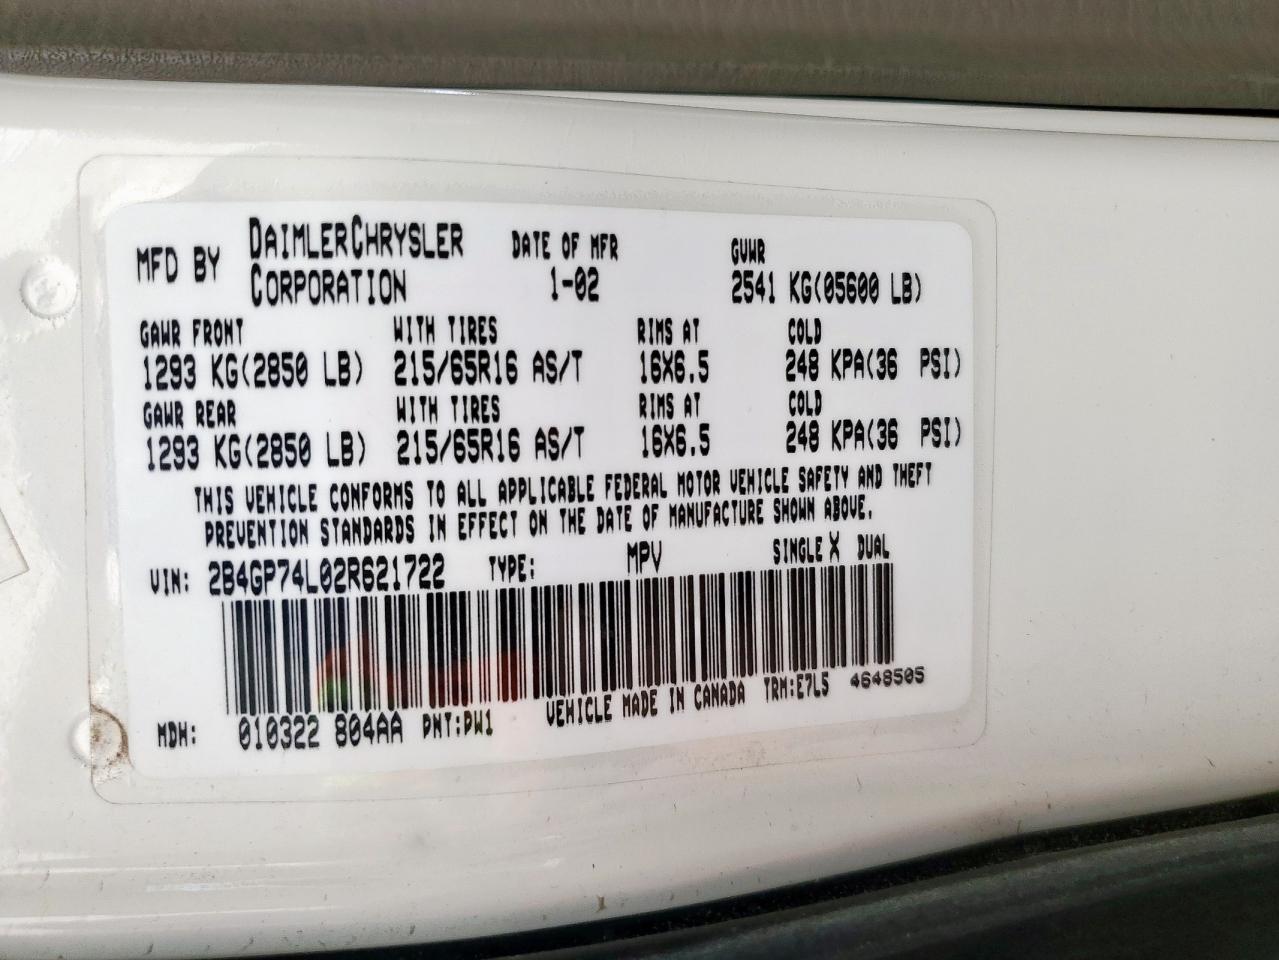 MFD BY DAIMLERCHRYSLER CORPORATION DATE OF MFR 1-02 GVWR 2541 KG(05600 LB)
GAWR FRONT WITH TIRES RIMS AT COLD
1293 KG(2850 LB) 215/65R16 AS/T 16X6.5 248 KPA(36 PSI)
GAWR REAR WITH TIRES RIMS AT COLD
1293 KG(2850 LB) 215/65R16 AS/T 16X6.5 248 KPA(36 PSI)
THIS VEHICLE CONFORMS TO ALL APPLICABLE FEDERAL MOTOR VEHICLE SAFETY AND THEFT
PREVENTION STANDARDS IN EFFECT ON THE DATE OF MANUFACTURE SHOWN ABOVE.
VIN: 2B4GP74L02R621722 TYPE: MPV SINGLE X DUAL
MDH: 010322 804AA PNT:PW1 VEHICLE MADE IN CANADA TRM:E7L5 4648505